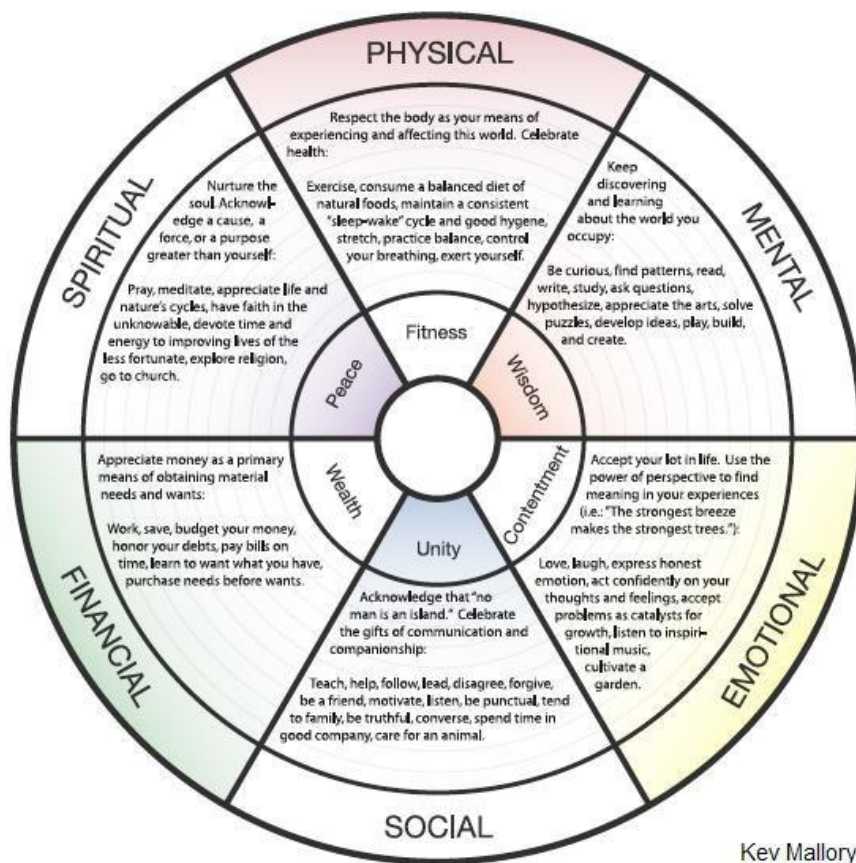 PHYSICAL
Respect the body as your means of
experiencing and affecting this world. Celebrate
health:
Exercise, consume a balanced diet of
natural foods, maintain a consistent
"sleep-wake" cycle and good hygene,
stretch, practice balance, control
your breathing, exert yourself.
Fitness
MENTAL
Keep
discovering
and learning
about the world you
occupy:
Be curious, find patterns, read,
write, study, ask questions,
hypothesize, appreciate the arts, solve
puzzles, develop ideas, play, build,
and create.
Wisdom
EMOTIONAL
Accept your lot in life. Use the
power of perspective to find
meaning in your experiences
(i.e.: "The strongest breeze
makes the strongest trees."):
Love, laugh, express honest
emotion, act confidently on your
thoughts and feelings, accept
problems as catalysts for
growth, listen to inspiri-
tional music,
cultivate a
garden.
Contentment
SOCIAL
Unity
Acknowledge that "no
man is an island." Celebrate
the gifts of communication and
companionship:
Teach, help, follow, lead, disagree, forgive,
be a friend, motivate, listen, be punctual, tend
to family, be truthful, converse, spend time in
good company, care for an animal.
FINANCIAL
Appreciate money as a primary
means of obtaining material
needs and wants:
Work, save, budget your money,
honor your debts, pay bills on
time, learn to want what you have,
purchase needs before wants.
Wealth
SPIRITUAL
Nurture the
soul. Acknowl-
edge a cause, a
force, or a purpose
greater than yourself:
Pray, meditate, appreciate life and
nature's cycles, have faith in the
unknowable, devote time and
energy to improving lives of the
less fortunate, explore religion,
go to church.
Peace
Kev Mallory